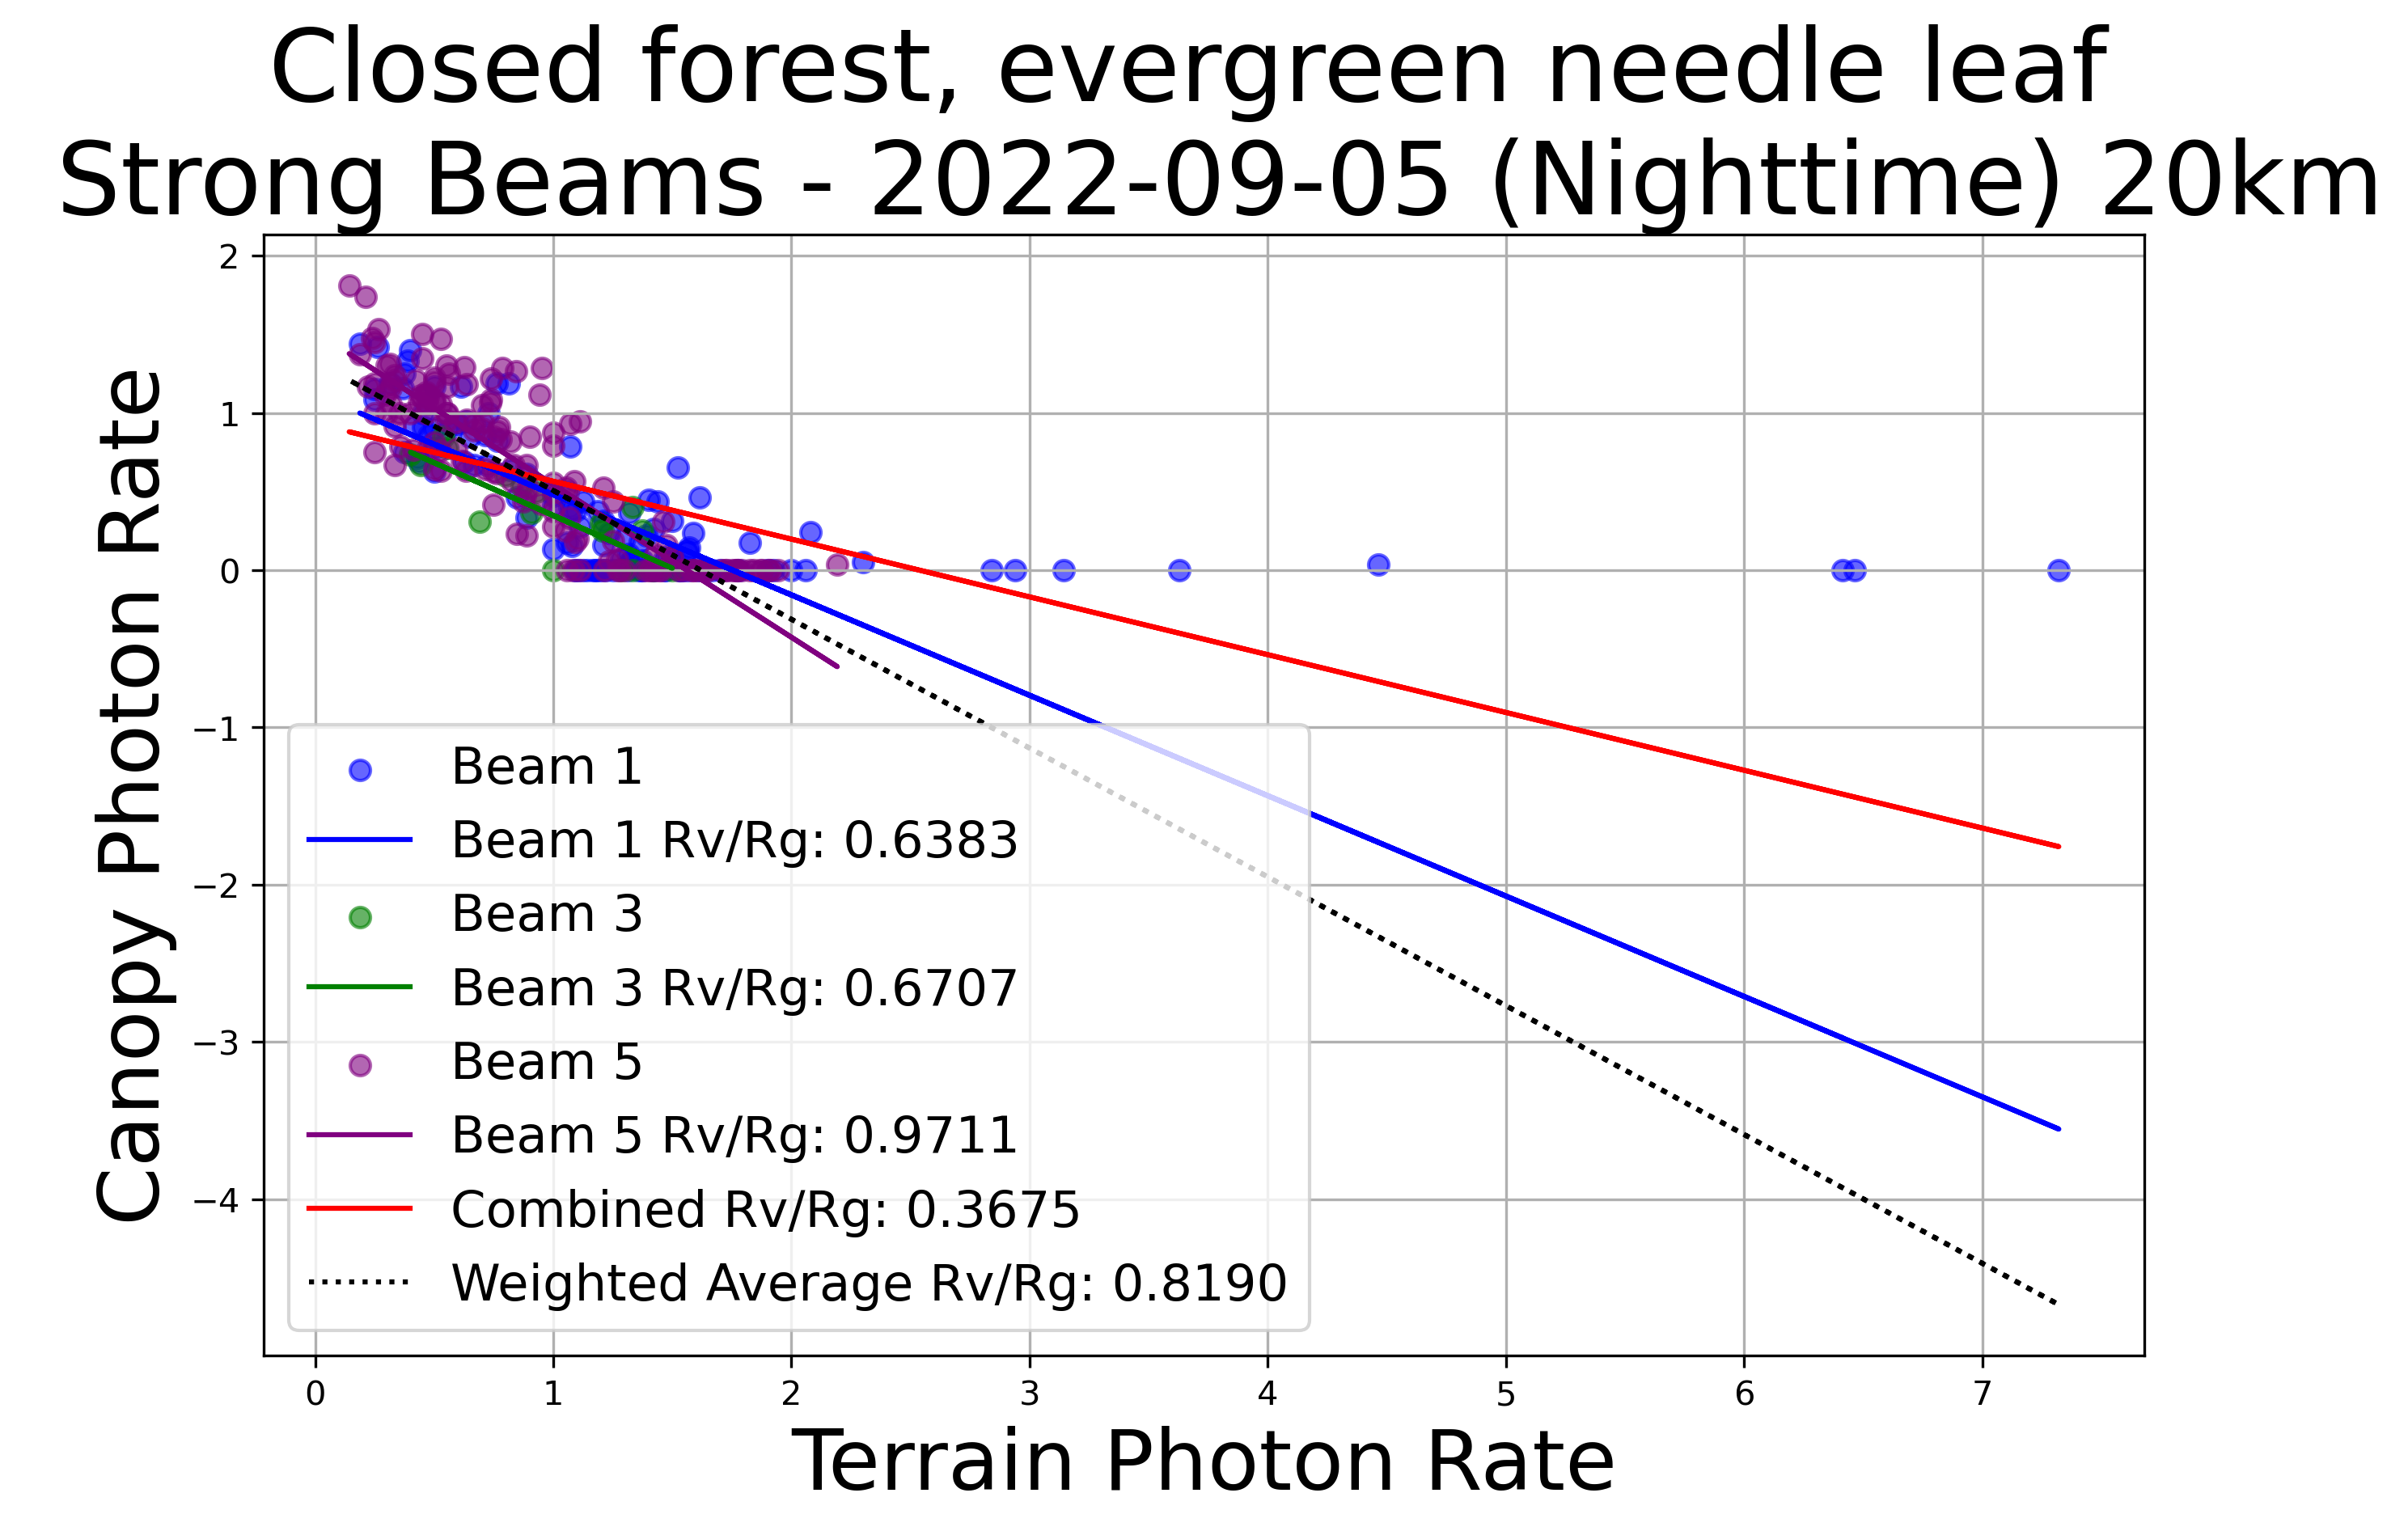 Closed forest, evergreen needle leaf
Strong Beams - 2022-09-05 (Nighttime) 20km
Canopy Photon Rate
2
1
0
−1
−2
−3
−4
Beam 1
Beam 1 Rv/Rg: 0.6383
Beam 3
Beam 3 Rv/Rg: 0.6707
Beam 5
Beam 5 Rv/Rg: 0.9711
Combined Rv/Rg: 0.3675
Weighted Average Rv/Rg: 0.8190
0 1 2 3 4 5 6 7
Terrain Photon Rate